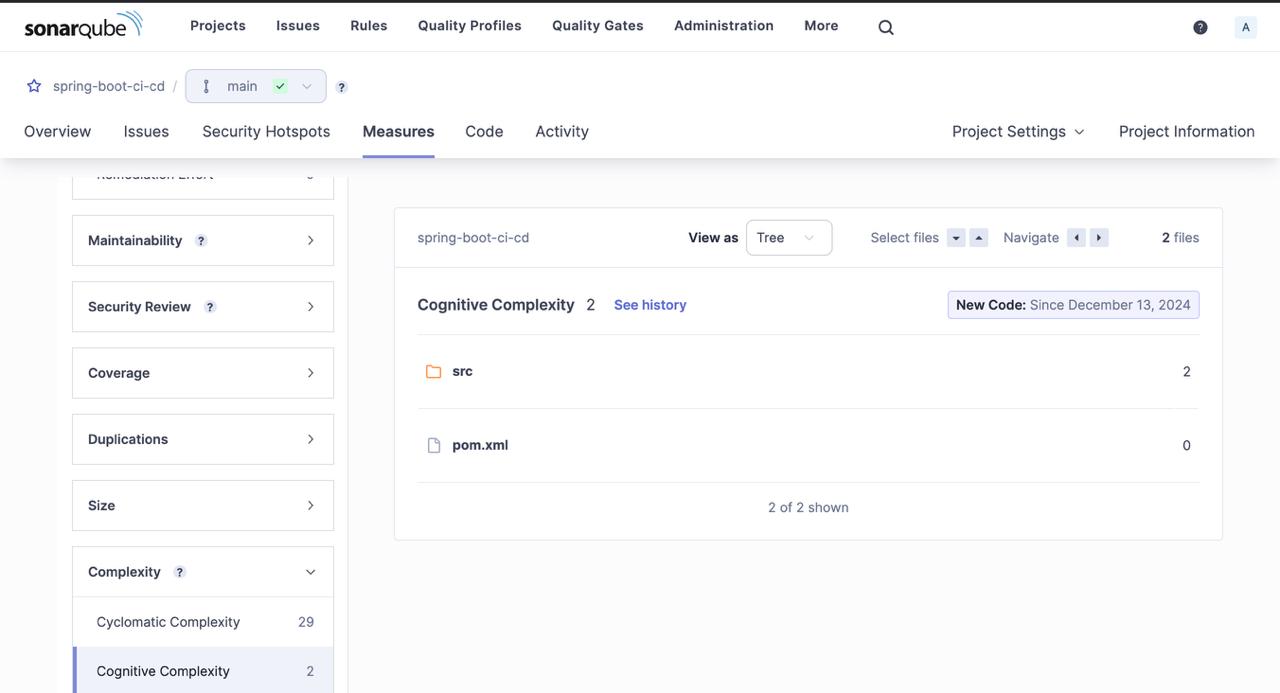 sonarqube Projects Issues Rules Quality Profiles Quality Gates Administration More ? A
spring-boot-ci-cd / main ?
Overview Issues Security Hotspots Measures Code Activity Project Settings Project Information
Remediation Effort
Maintainability ?
Security Review ?
Coverage
Duplications
Size
Complexity ?
Cyclomatic Complexity 29
Cognitive Complexity 2
spring-boot-ci-cd View as Tree Select files Navigate 2 files
Cognitive Complexity 2 See history New Code: Since December 13, 2024
src 2
pom.xml 0
2 of 2 shown